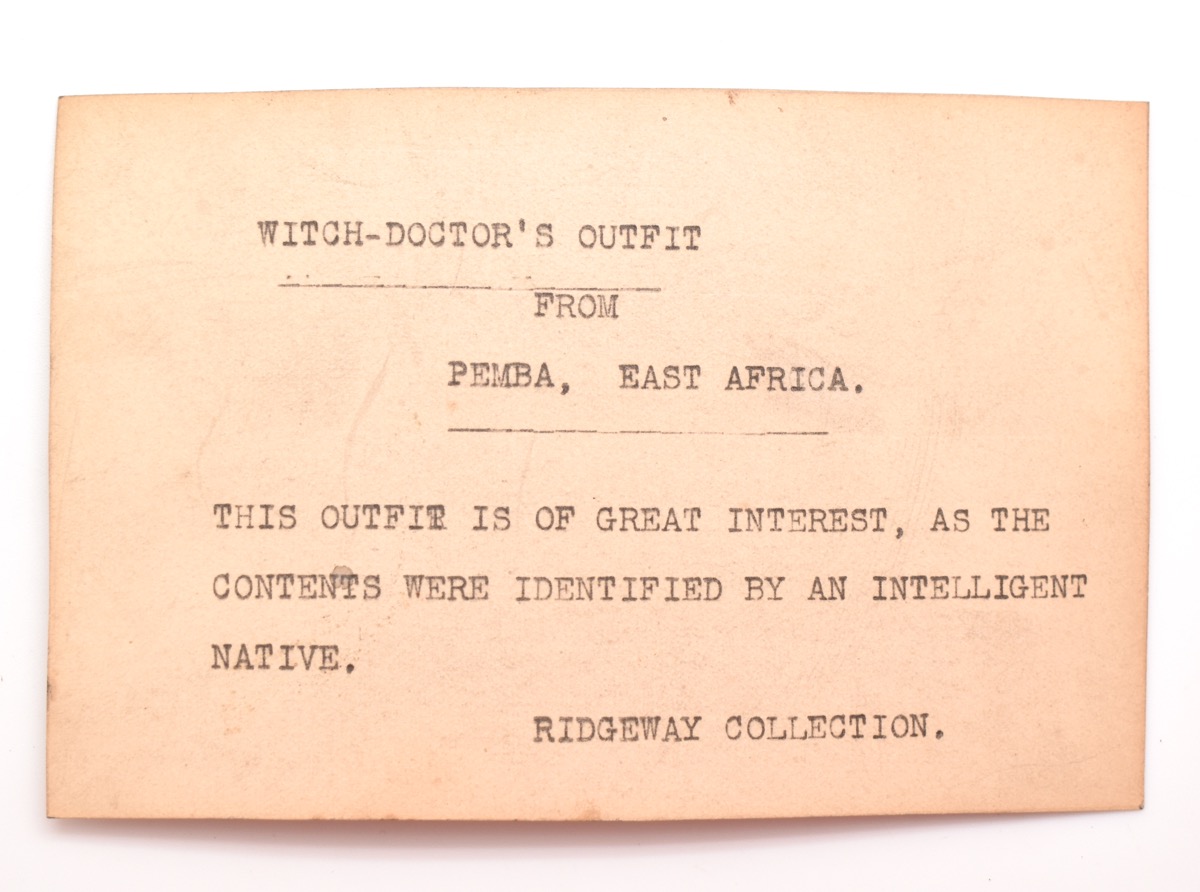 WITCH-DOCTOR'S OUTFIT
FROM
PEMBA, EAST AFRICA.
THIS OUTFIT IS OF GREAT INTEREST, AS THE
CONTENTS WERE IDENTIFIED BY AN INTELLIGENT
NATIVE.
RIDGEWAY COLLECTION.